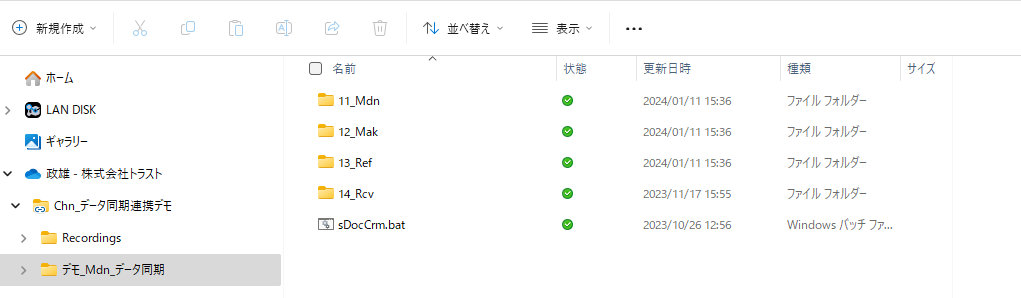 新規作成 並べ替え 表示
名前 状態 更新日時 種類 サイズ
ホーム
LAN DISK
ギャラリー
政雄 - 株式会社トラスト
Chn_データ同期連携デモ
Recordings
デモ_Mdn_データ同期
11_Mdn 2024/01/11 15:36 ファイル フォルダー
12_Mak 2024/01/11 15:36 ファイル フォルダー
13_Ref 2024/01/11 15:36 ファイル フォルダー
14_Rcv 2023/11/17 15:55 ファイル フォルダー
sDocCrm.bat 2023/10/26 12:56 Windows バッチ ファ...